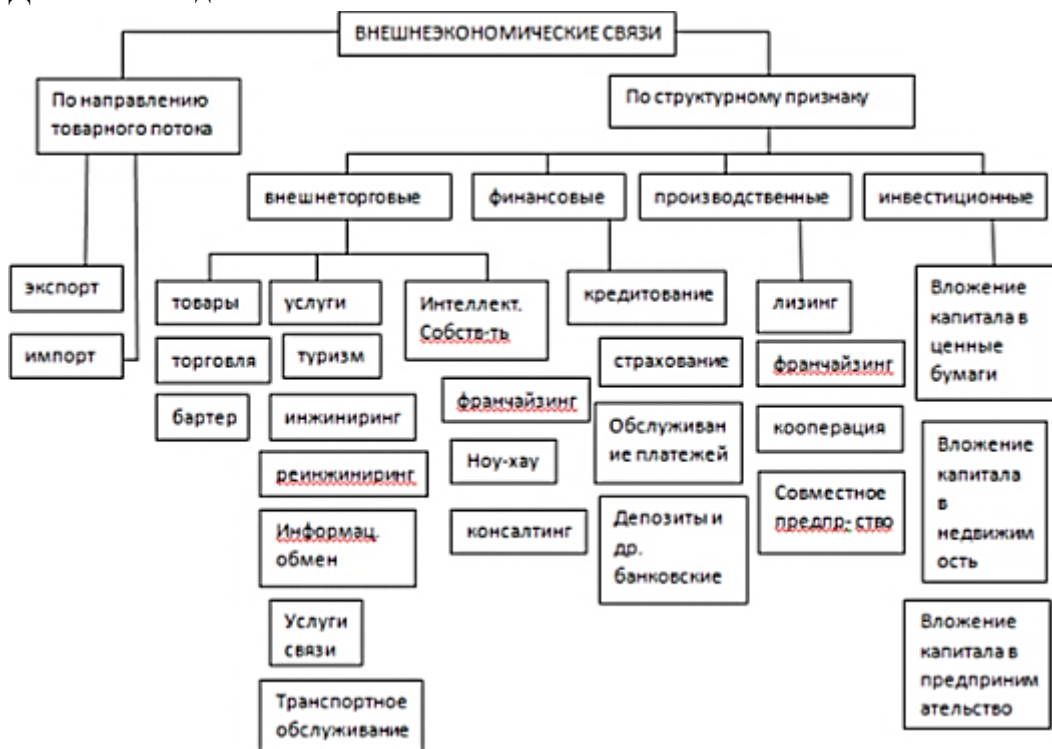 ВНЕШНЕЭКОНОМИЧЕСКИЕ СВЯЗИ
По направлению
товарного потока
По структурному признаку
внешнеторговые
финансовые
производственные
инвестиционные
экспорт
импорт
товары
торговля
бартер
услуги
туризм
инжиниринг
реинжиниринг
Информац.
обмен
Услуги
связи
Транспортное
обслуживание
Интеллект.
Собств-ть
франчайзинг
Ноу-хау
консалтинг
кредитование
страхование
Обслуживан
ие платежей
Депозиты и
др.
банковские
лизинг
франчайзинг
кооперация
Совместное
предпр- ство
Вложение
капитала в
ценные
бумаги
Вложение
капитала
в
недвижим
ость
Вложение
капитала в
предприним
ательство